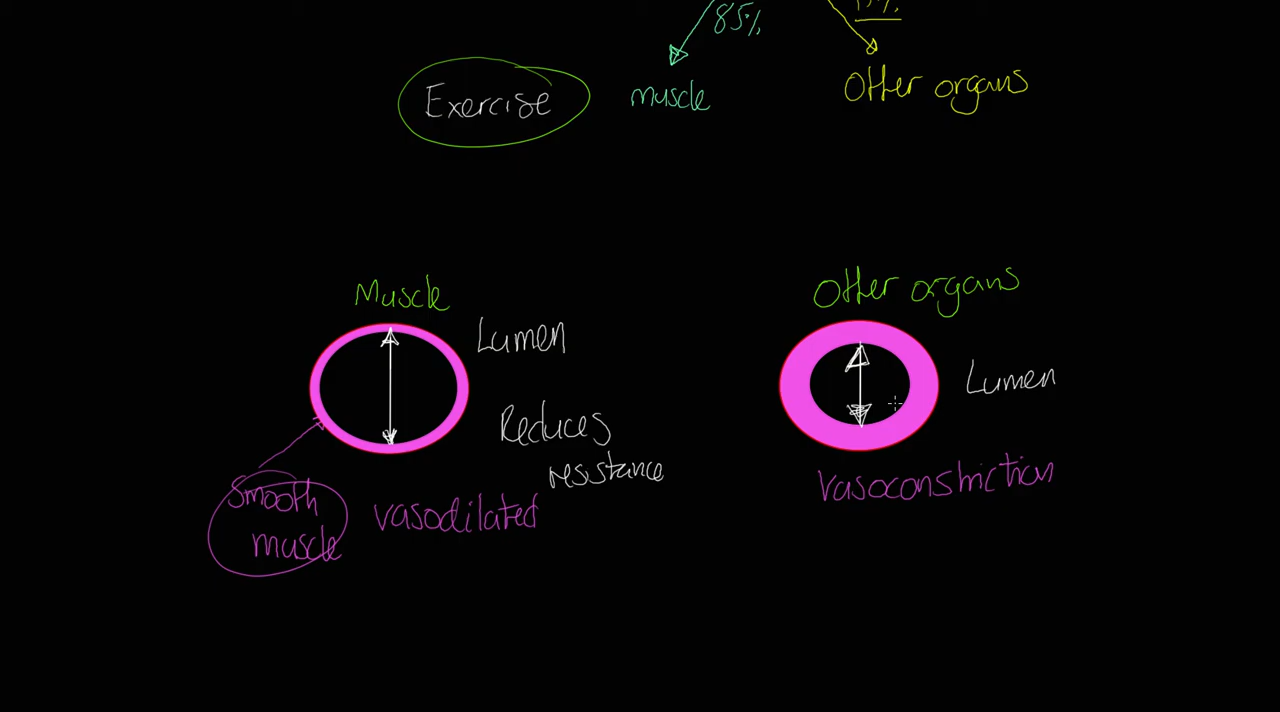 85%
Exercise
muscle
Other organs
Muscle
Other organs
Lumen
Lumen
Reduces
resistance
Smooth
muscle
vasodilated
vasoconstriction